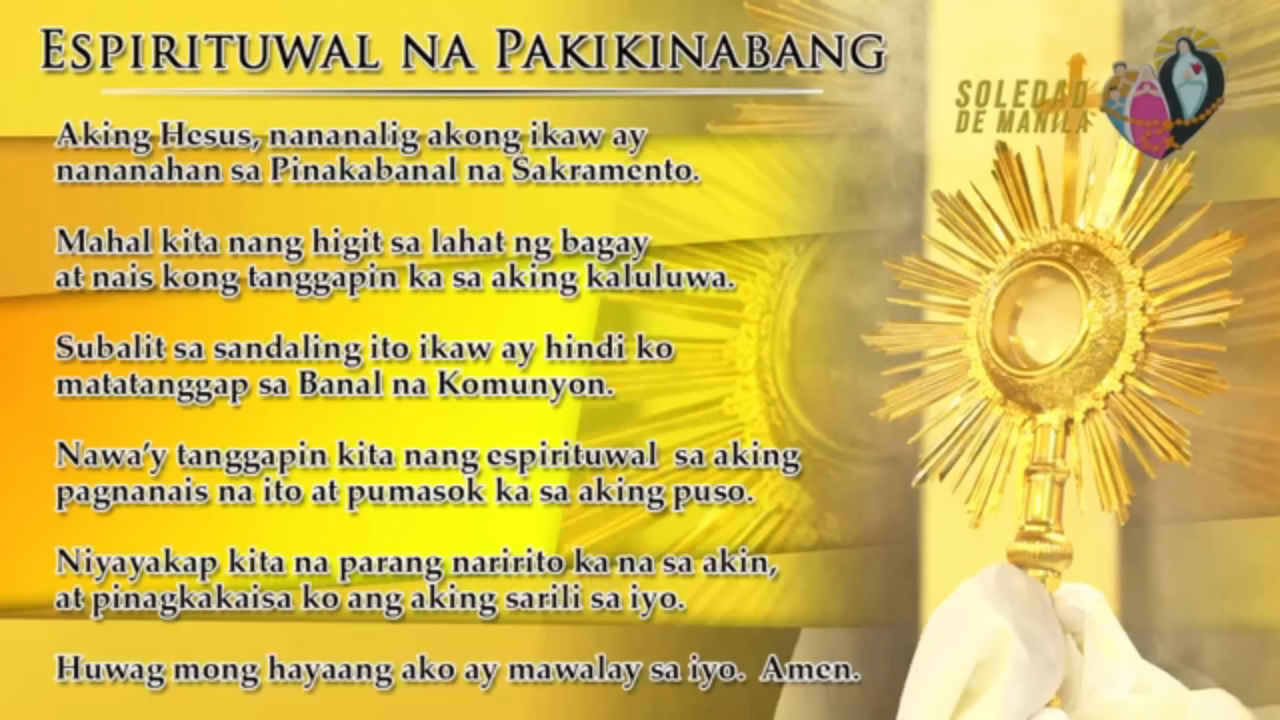 ESPIRITUWAL NA PAKIKINABANG
SOLEDAD
DE MANILA
Aking Hesus, nananalig akong ikaw ay
nananahan sa Pinakabanal na Sakramento.
Mahal kita nang higit sa lahat ng bagay
at nais kong tanggapin ka sa aking kaluluwa.
Subalit sa sandaling ito ikaw ay hindi ko
matatanggap sa Banal na Komunyon.
Nawa'y tanggapin kita nang espirituwal  sa aking
pagnanais na ito at pumasok ka sa aking puso.
Niyayakap kita na parang naririto ka na sa akin,
at pinagkakaisa ko ang aking sarili sa iyo.
Huwag mong hayaang ako ay mawalay sa iyo.  Amen.